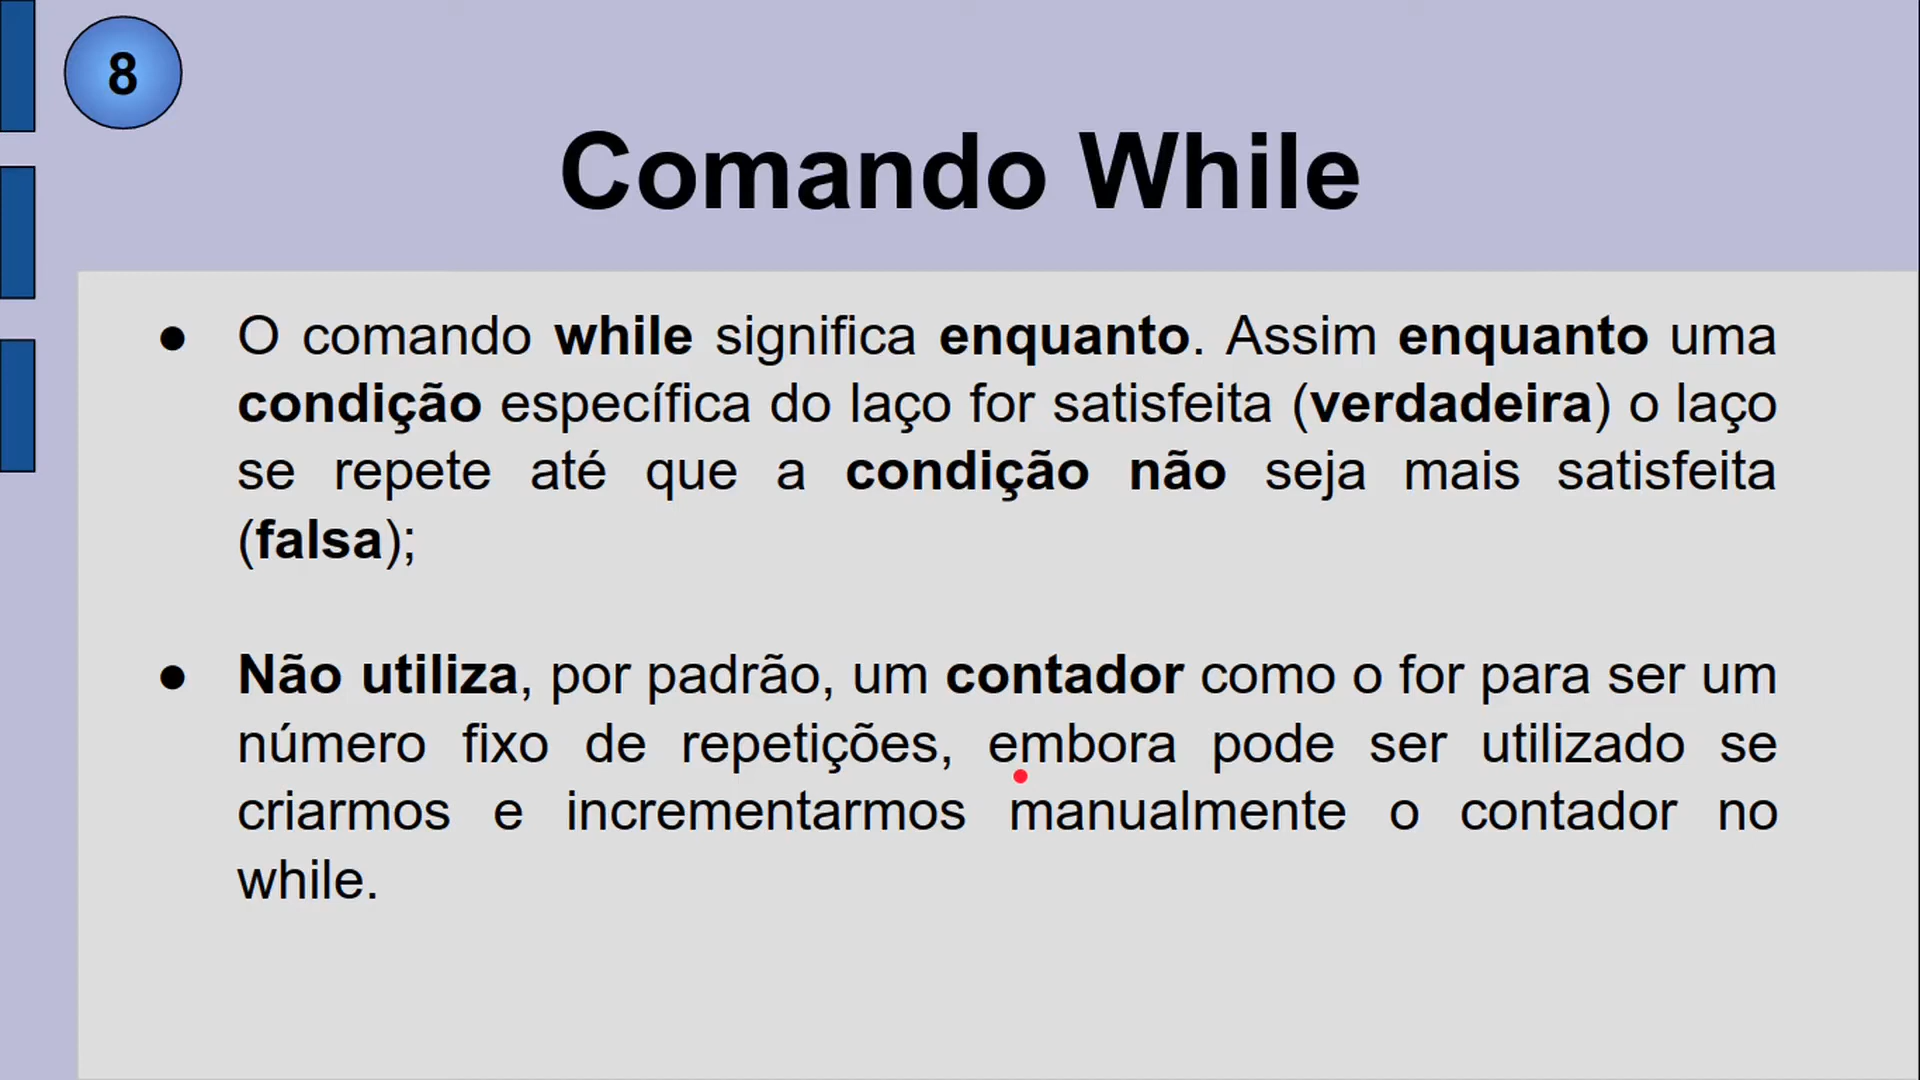 8
Comando While
● O comando while significa enquanto. Assim enquanto uma
condição específica do laço for satisfeita (verdadeira) o laço
se repete até que a condição não seja mais satisfeita
(falsa);
● Não utiliza, por padrão, um contador como o for para ser um
número fixo de repetições, embora pode ser utilizado se
criarmos e incrementarmos manualmente o contador no
while.